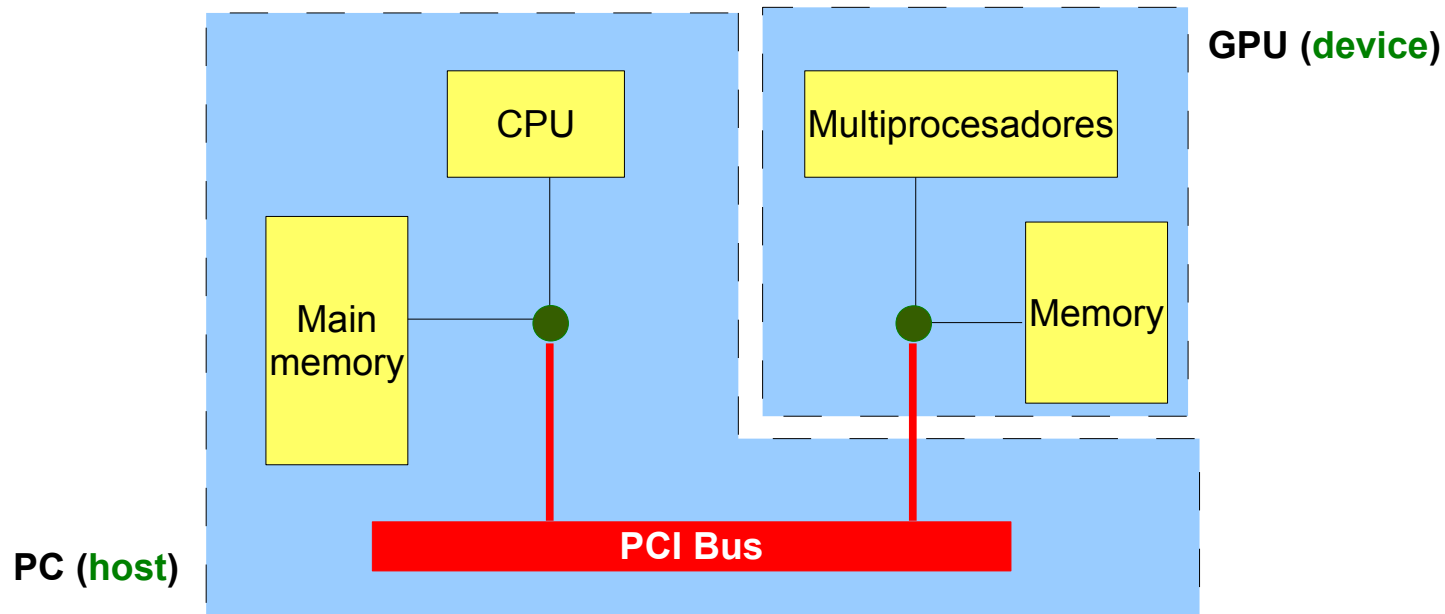 GPU (device)
CPU
Multiprocesadores
Main
memory
Memory
PCI Bus
PC (host)